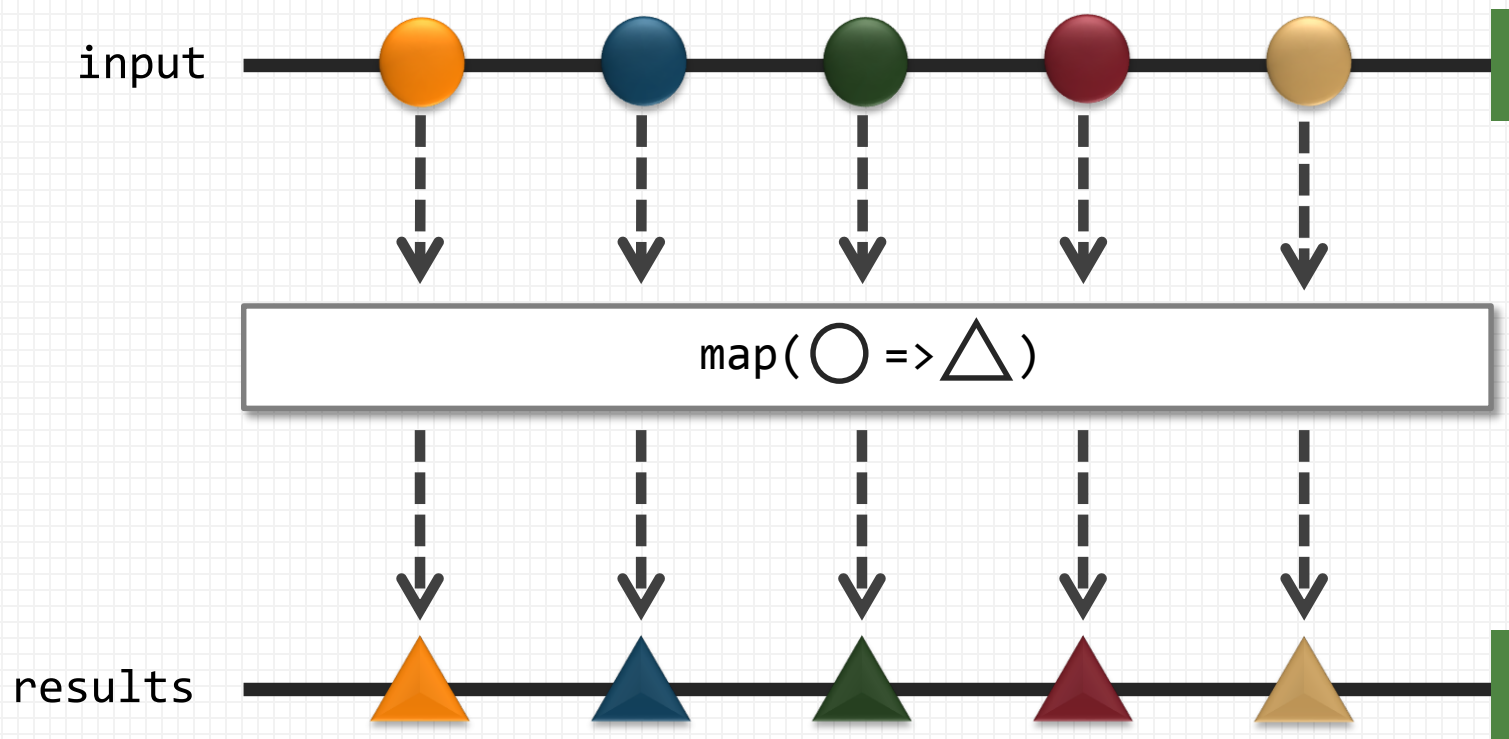 input
map(○ => △)
results